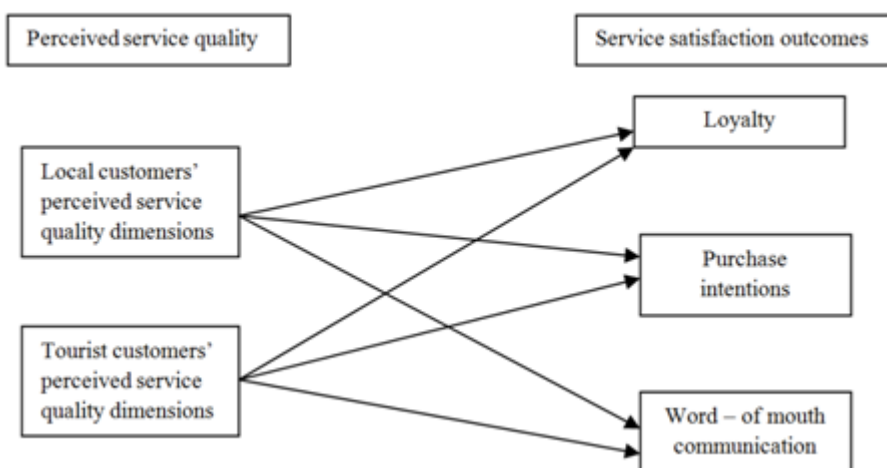 Perceived service quality
Service satisfaction outcomes
Loyalty
Local customers’
perceived service
quality dimensions
Purchase
intentions
Tourist customers’
perceived service
quality dimensions
Word – of mouth
communication